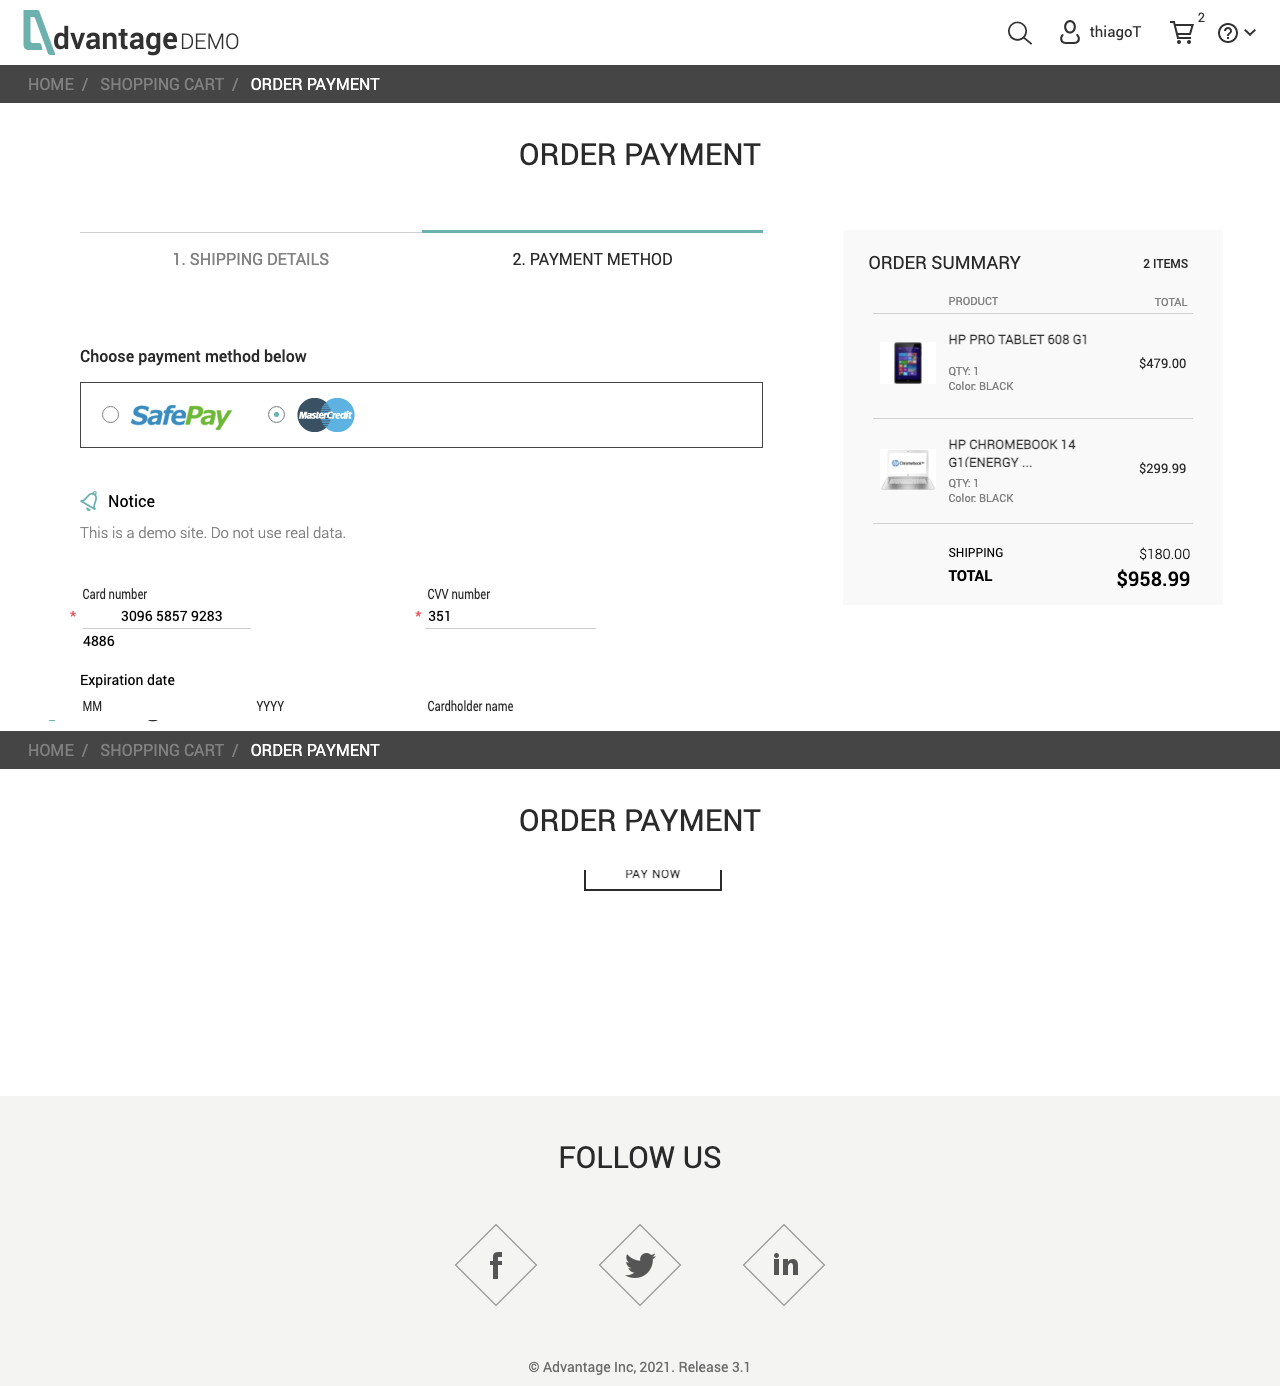 dvantage DEMO
thiagoT
2
HOME / SHOPPING CART / ORDER PAYMENT
ORDER PAYMENT
1. SHIPPING DETAILS
2. PAYMENT METHOD
Choose payment method below
SafePay
MasterCredit
Notice
This is a demo site. Do not use real data.
Card number
CVV number
* 3096 5857 9283
* 351
4886
Expiration date
MM
YYYY
Cardholder name
ORDER SUMMARY
2 ITEMS
PRODUCT
TOTAL
HP PRO TABLET 608 G1
$479.00
QTY: 1
Color: BLACK
HP CHROMEBOOK 14
G1(ENERGY ...
$299.99
QTY: 1
Color: BLACK
Chromebook
SHIPPING
$180.00
TOTAL
$958.99
HOME / SHOPPING CART / ORDER PAYMENT
ORDER PAYMENT
PAY NOW
FOLLOW US
f
in
© Advantage Inc, 2021. Release 3.1